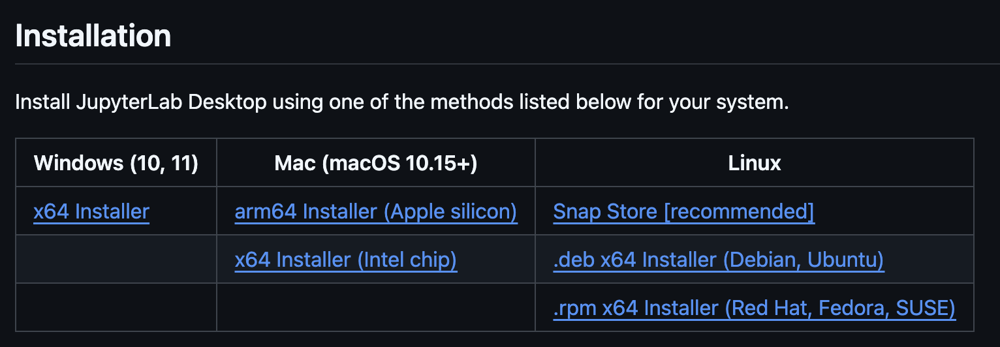 Installation
Install JupyterLab Desktop using one of the methods listed below for your system.
Windows (10, 11) Mac (macOS 10.15+) Linux
x64 Installer arm64 Installer (Apple silicon) Snap Store [recommended]
x64 Installer (Intel chip) .deb x64 Installer (Debian, Ubuntu)
.rpm x64 Installer (Red Hat, Fedora, SUSE)